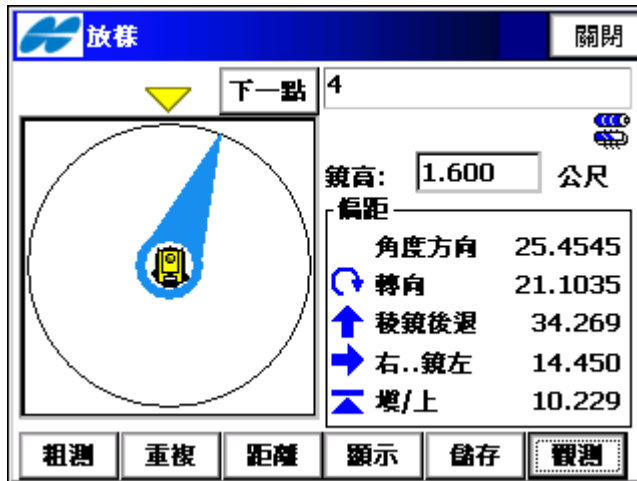 放樣
關閉
下一點
4
鏡高: 1.600 公尺
偏距
角度方向 25.4545
轉向 21.1035
稜鏡後退 34.269
右..鏡左 14.450
填/上 10.229
粗測 重複 距離 顯示 儲存 觀測